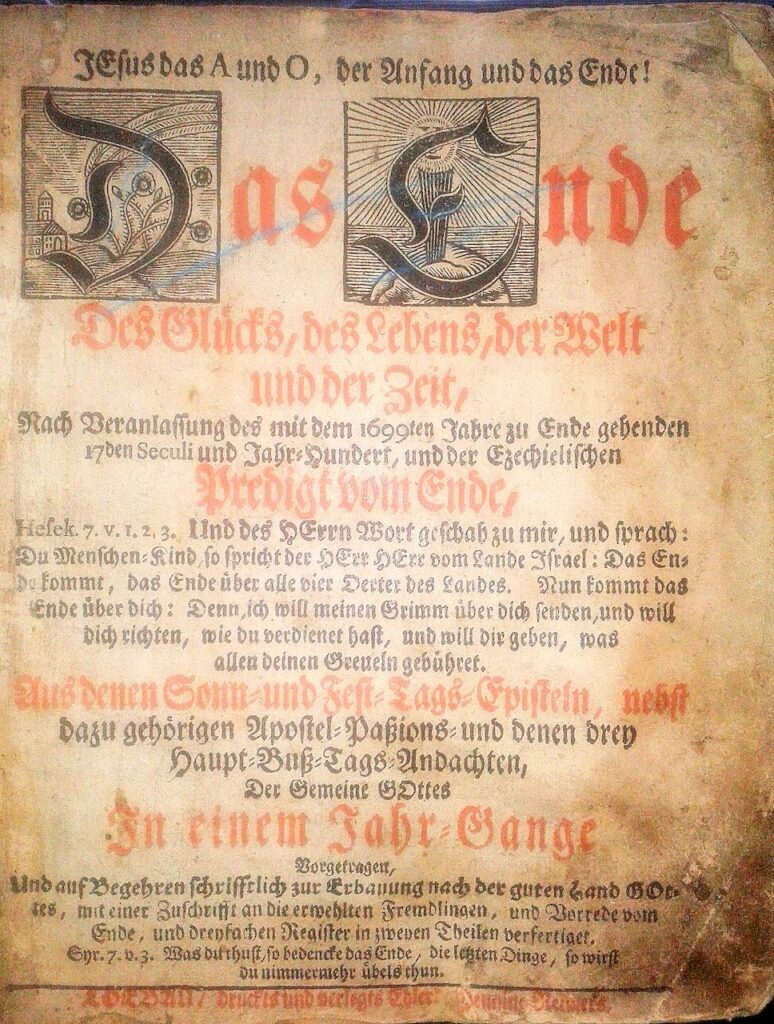 JEsus das A und O, der Anfang und das Ende!
Das Ende
Des Glücks, des Lebens, der Welt
und der Zeit,
Nach Veranlassung des mit dem 1699ten Jahre zu Ende gehenden
17den Seculi und Jahr-Hundert, und der Ezechielischen
Predigt vom Ende,
Hesek. 7. v. 1. 2. 3. Und des HErrn Wort geschah zu mir, und sprach:
Du Menschen-Kind, so spricht der HErr HErr vom Lande Israel: Das En-
de kommt, das Ende über alle vier Oerter des Landes. Nun kommt das
Ende über dich: Denn, ich will meinen Grimm über dich senden, und will
dich richten, wie du verdienet hast, und will dir geben, was
allen deinen Greueln gebühret.
Aus denen Sonn- und Fest-Tags-Episteln, nebst
dazu gehörigen Apostel-Paßions- und denen drey
Haupt-Buß-Tags-Andachten,
Der Gemeine GOttes
In einem Jahr-Gange
Vorgetragen,
Und auf Begehren schrifftlich zur Erbauung nach der guten Hand GOt-
tes, mit einer Zuschrifft an die erwehlten Fremdlingen, und Vorrede vom
Ende, und dreyfachen Register in zweyen Theilen verfertiget.
Syr. 7. v. 3. Was du thust, so bedencke das Ende, die letzten Dinge, so wirst
du nimmermehr übels thun.
druckts und verlegts